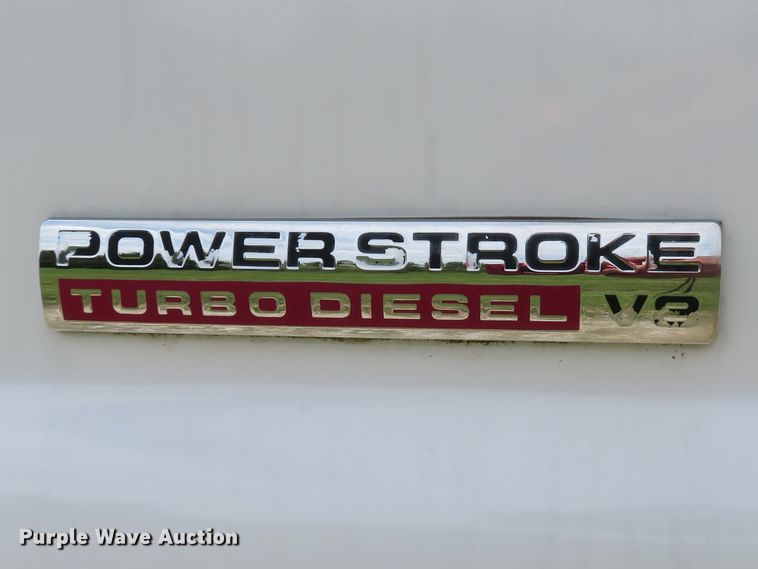 POWER STROKE
TURBO DIESEL V8
Purple Wave Auction®